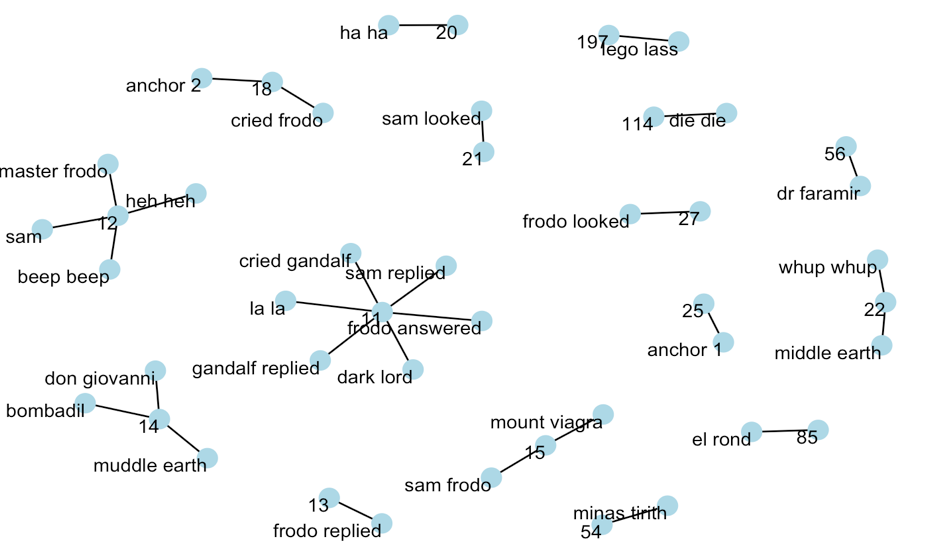 ha ha
20
197
lego lass
anchor 2
18
cried frodo
sam looked
21
114
die die
56
dr faramir
master frodo
heh heh
12
sam
beep beep
frodo looked
27
cried gandalf
sam replied
la la
11
frodo answered
gandalf replied
dark lord
whup whup
22
middle earth
25
anchor 1
don giovanni
bombadil
14
muddle earth
mount viagra
15
sam frodo
el rond
85
13
frodo replied
minas tirith
54